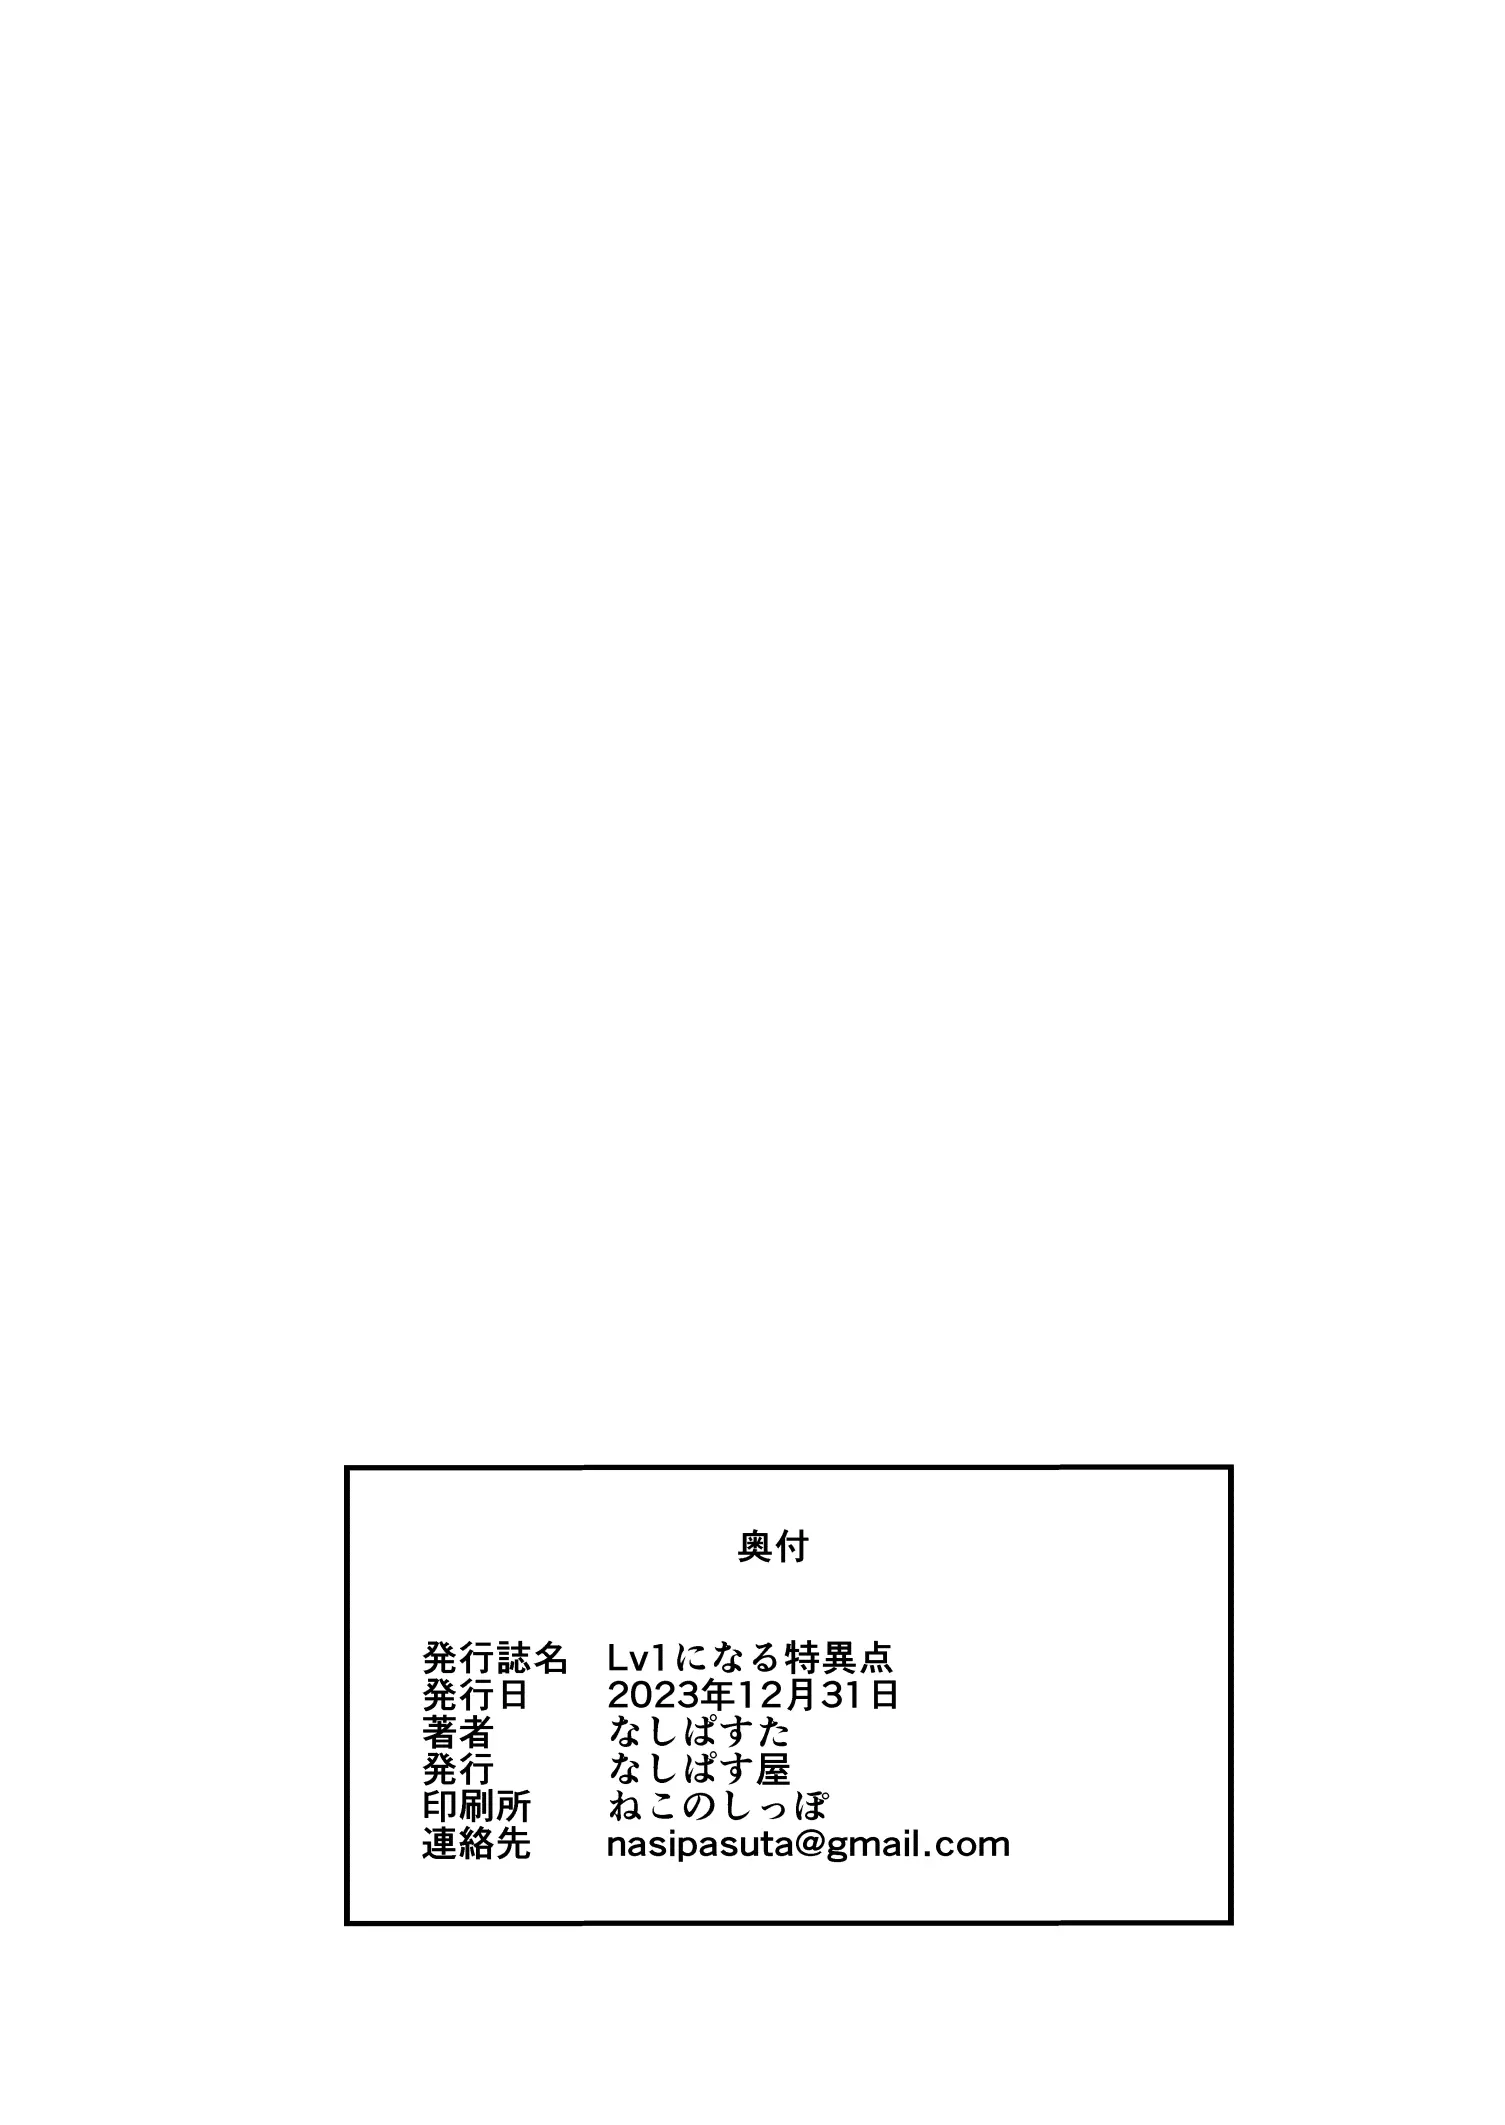 奥付
発行誌名 Lv1になる特異点
発行日 2023年12月31日
著者 なしぱすた
発行 なしぱす屋
印刷所 ねこのしっぽ
連絡先 nasipasuta@gmail.com